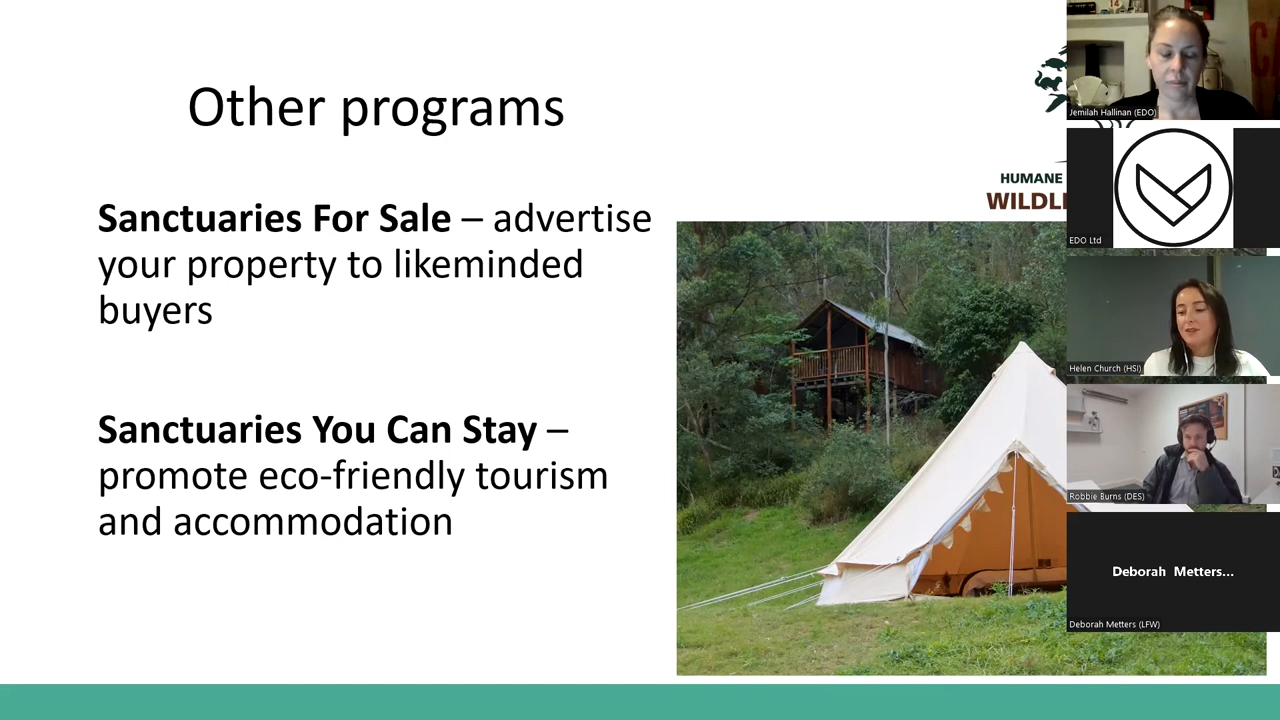 Other programs
Sanctuaries For Sale – advertise
your property to likeminded
buyers
Sanctuaries You Can Stay –
promote eco-friendly tourism
and accommodation
HUMANE
14
Jemilah Hallinan (EDO)
EDO Ltd
Helen Church (HSI)
Robbie Burns (DES)
Deborah Metters...
Deborah Metters (LFW)